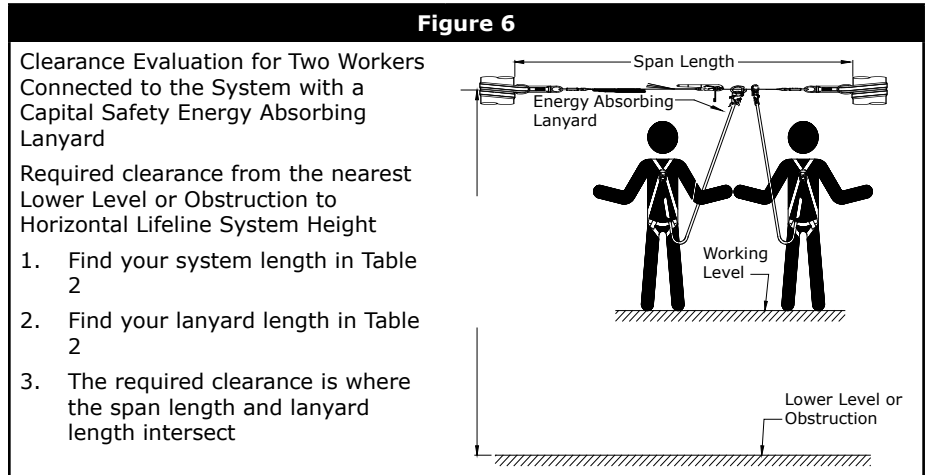 Figure 6
Clearance Evaluation for Two Workers
Connected to the System with a
Capital Safety Energy Absorbing
Lanyard
Required clearance from the nearest
Lower Level or Obstruction to
Horizontal Lifeline System Height
1. Find your system length in Table
2
2. Find your lanyard length in Table
2
3. The required clearance is where
the span length and lanyard
length intersect
Span Length
Energy Absorbing
Lanyard
Working
Level
Lower Level or
Obstruction